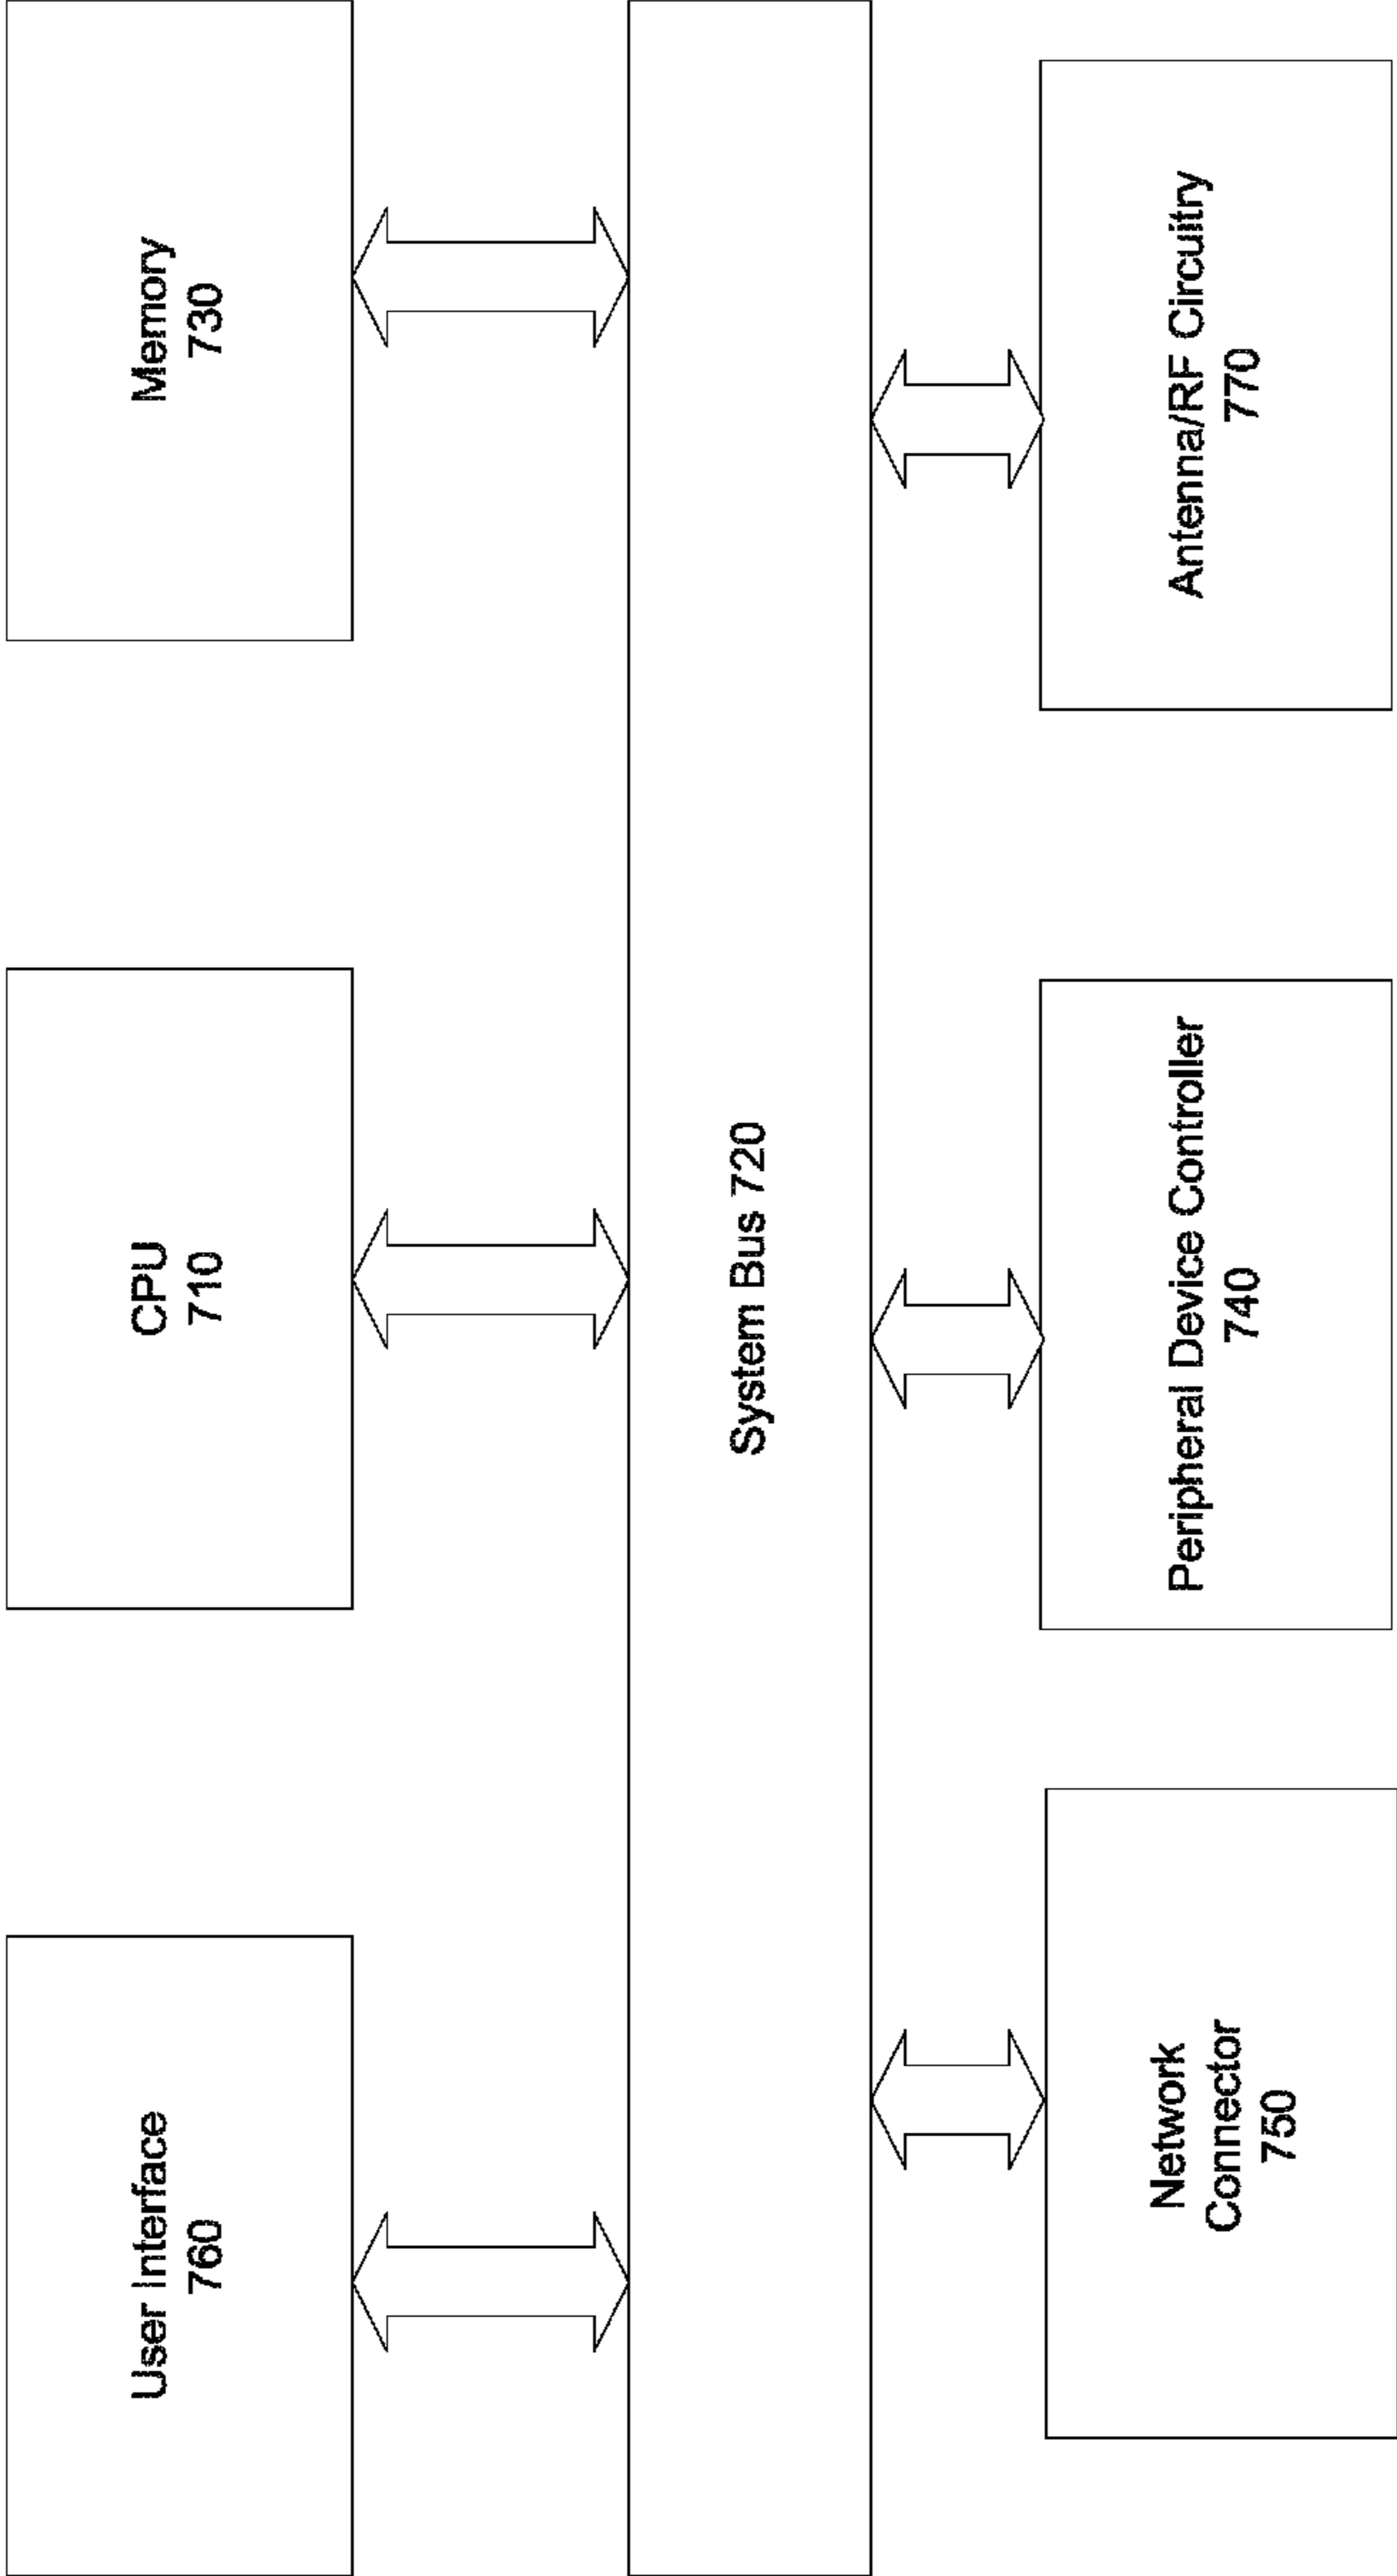 User Interface
760
CPU
710
Memory
730
System Bus 720
Network
Connector
750
Peripheral Device Controller
740
Antenna/RF Circuitry
770